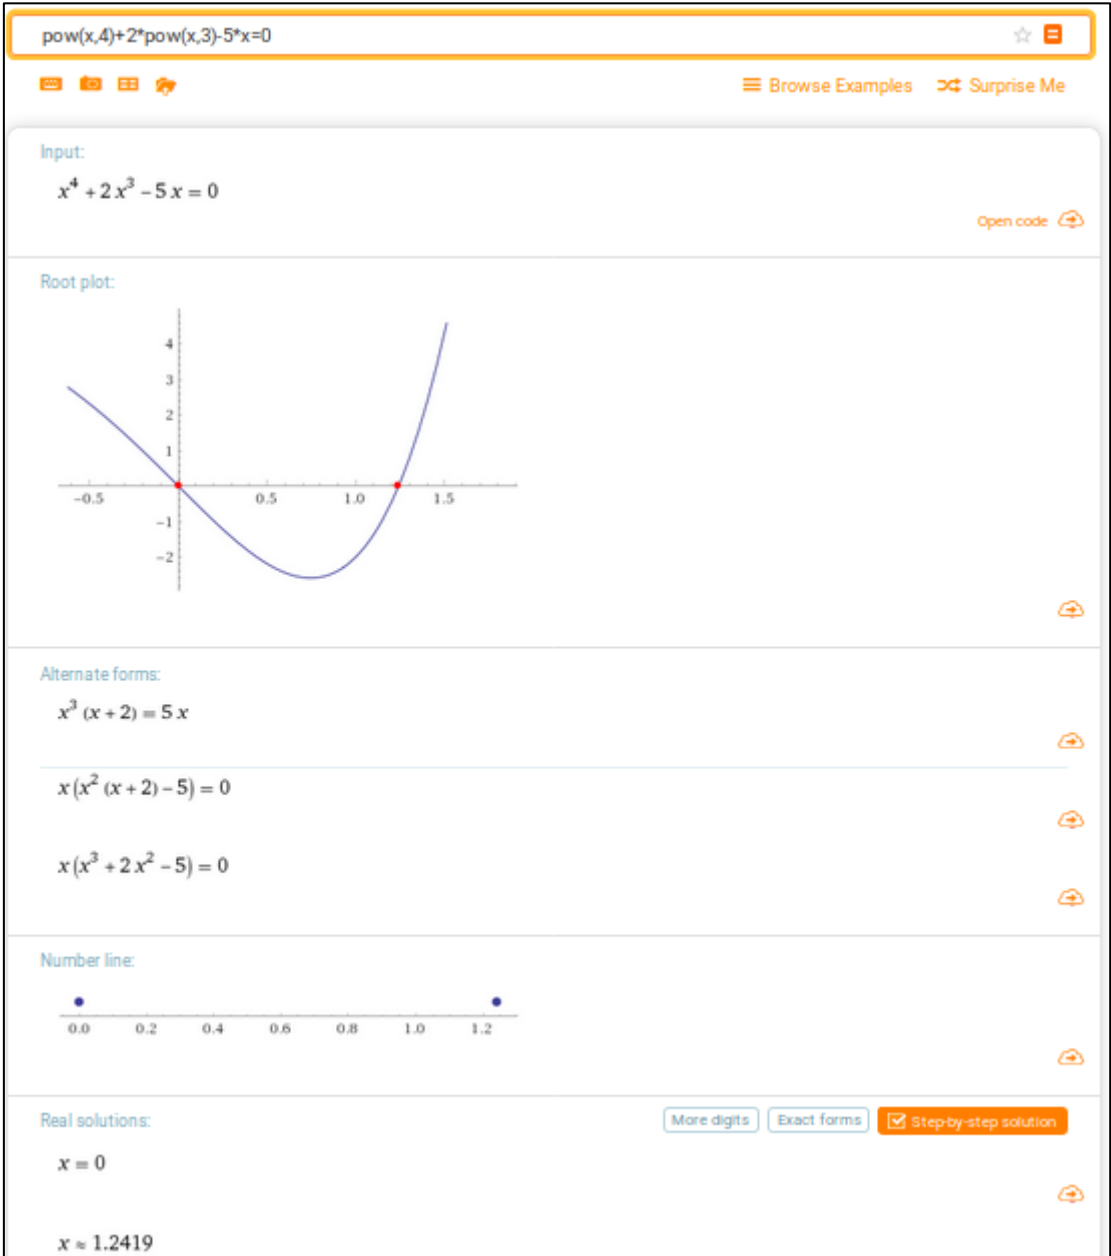 pow(x,4)+2*pow(x,3)-5*x=0
Browse Examples Surprise Me
Input:
x⁴ + 2 x³ − 5 x = 0
Open code
Root plot:
4
3
2
1
−0.5 0.5 1.0 1.5
−1
−2
Alternate forms:
x³ (x + 2) = 5 x
x(x² (x + 2) − 5) = 0
x(x³ + 2 x² − 5) = 0
Number line:
0.0 0.2 0.4 0.6 0.8 1.0 1.2
Real solutions: More digits Exact forms Step-by-step solution
x = 0
x ≈ 1.2419